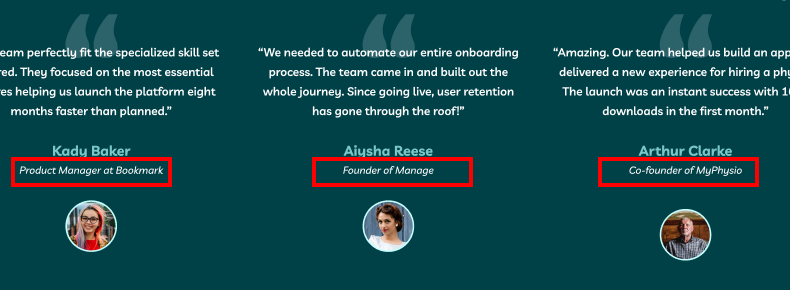 eam perfectly fit the specialized skill set
red. They focused on the most essential
es helping us launch the platform eight
months faster than planned.”
Kady Baker
Product Manager at Bookmark
“We needed to automate our entire onboarding
process. The team came in and built out the
whole journey. Since going live, user retention
has gone through the roof!”
Aiysha Reese
Founder of Manage
“Amazing. Our team helped us build an app
delivered a new experience for hiring a phy
The launch was an instant success with 10
downloads in the first month.”
Arthur Clarke
Co-founder of MyPhysio